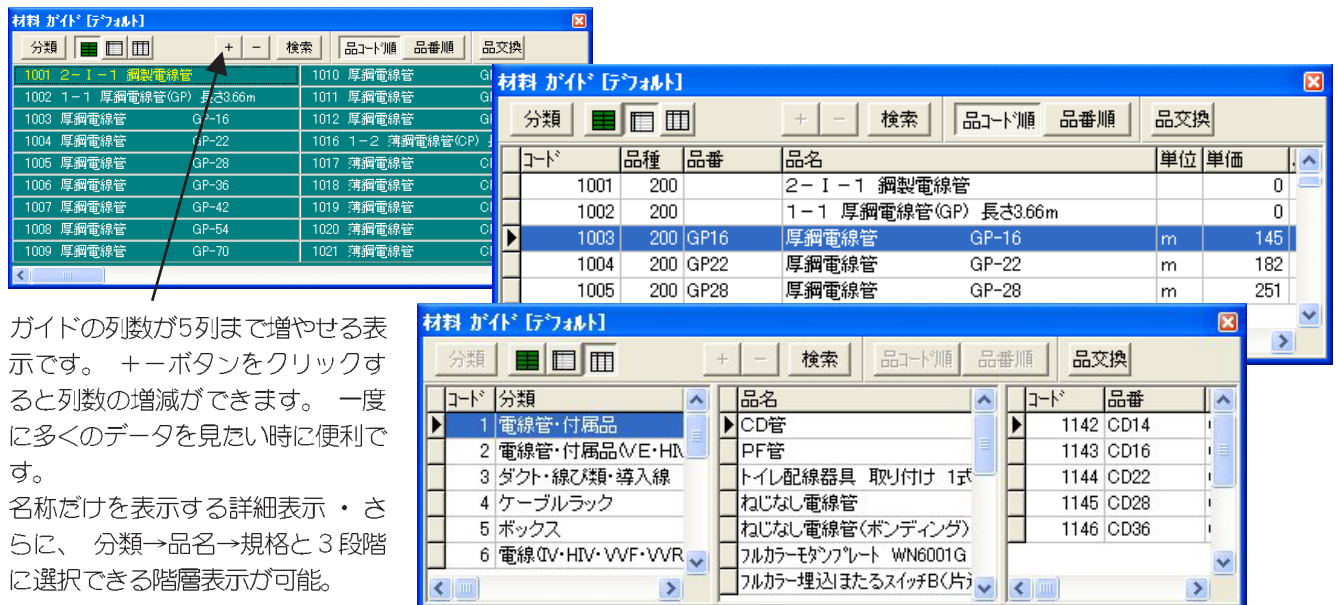 材料 ガイド [デフォルト]
分類 + − 検索 品コード順 品番順 品交換
1001 2−Ⅰ−1 鋼製電線管 1010 厚鋼電線管
1002 1−1 厚鋼電線管(GP) 長さ3.66m 1011 厚鋼電線管
1003 厚鋼電線管 GP-16 1012 厚鋼電線管
1004 厚鋼電線管 GP-22 1016 1−2 薄鋼電線管(CP)
1005 厚鋼電線管 GP-28 1017 薄鋼電線管
1006 厚鋼電線管 GP-36 1018 薄鋼電線管
1007 厚鋼電線管 GP-42 1019 薄鋼電線管
1008 厚鋼電線管 GP-54 1020 薄鋼電線管
1009 厚鋼電線管 GP-70 1021 薄鋼電線管
材料 ガイド [デフォルト]
分類 + − 検索 品コード順 品番順 品交換
コード 品種 品番 品名 単位 単価
1001 200 2−Ⅰ−1 鋼製電線管 0
1002 200 1−1 厚鋼電線管(GP) 長さ3.66m 0
1003 200 GP16 厚鋼電線管 GP-16 m 145
1004 200 GP22 厚鋼電線管 GP-22 m 182
1005 200 GP28 厚鋼電線管 GP-28 m 251
ガイドの列数が5列まで増やせる表
示です。 +−ボタンをクリックす
ると列数の増減ができます。 一度
に多くのデータを見たい時に便利で
す。
名称だけを表示する詳細表示 ・ さ
らに、 分類→品名→規格と3段階
に選択できる階層表示が可能。
材料 ガイド [デフォルト]
分類 + − 検索 品コード順 品番順 品交換
コード 分類 品名 コード 品番
1 電線管・付属品 CD管 1142 CD14
2 電線管・付属品(VE・HI PF管 1143 CD16
3 ダクト・線ぴ類・導入線 トイレ配線器具 取り付け 1式 1144 CD22
4 ケーブルラック ねじなし電線管 1145 CD28
5 ボックス ねじなし電線管(ボンディング) 1146 CD36
6 電線(IV・HIV・VVF・VVR フルカラーモダンプレート WN6001G
フルカラー埋込ほたるスイッチB(片